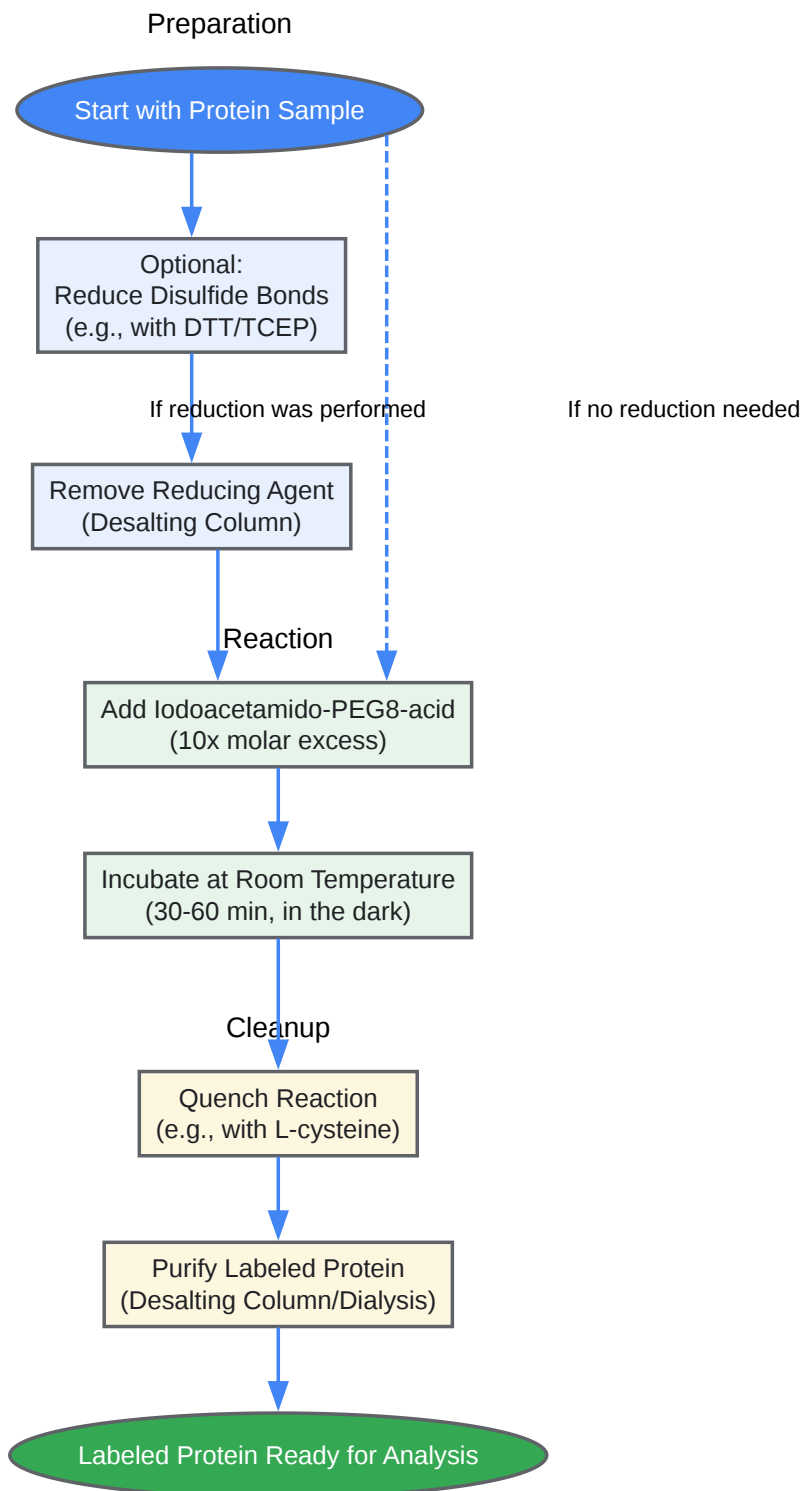 Preparation
Start with Protein Sample
Optional:
Reduce Disulfide Bonds
(e.g., with DTT/TCEP)
If reduction was performed
If no reduction needed
Remove Reducing Agent
(Desalting Column)
Reaction
Add Iodoacetamido-PEG8-acid
(10x molar excess)
Incubate at Room Temperature
(30-60 min, in the dark)
Cleanup
Quench Reaction
(e.g., with L-cysteine)
Purify Labeled Protein
(Desalting Column/Dialysis)
Labeled Protein Ready for Analysis